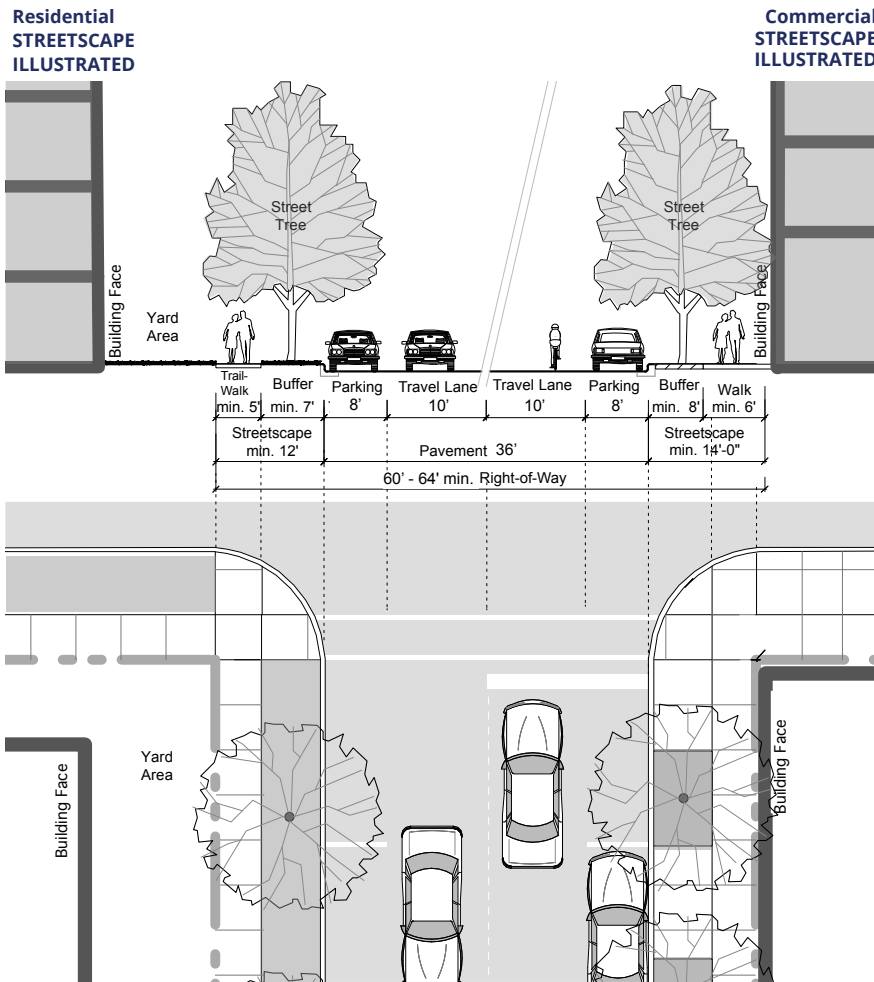 Residential
STREETSCAPE
ILLUSTRATED
Commercial
STREETSCAPE
ILLUSTRATED
Street
Tree
Street
Tree
Building Face
Yard
Area
Building Face
Trail-
Walk
min. 5'
Buffer
min. 7'
Parking
8'
Travel Lane
10'
Travel Lane
10'
Parking
8'
Buffer
min. 8'
Walk
min. 6'
Streetscape
min. 12'
Pavement 36’
Streetscape
min. 14'-0"
60’ - 64' min. Right-of-Way
Building Face
Yard
Area
Building Face